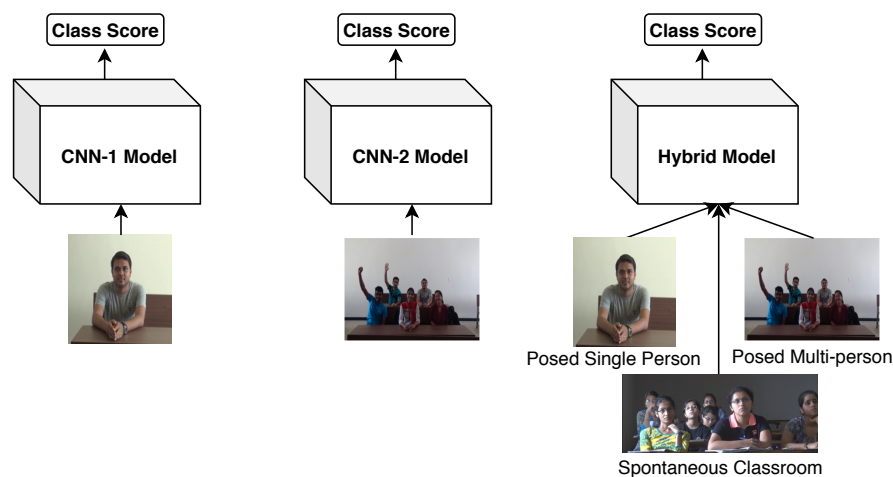 Class Score
Class Score
Class Score
CNN-1 Model
CNN-2 Model
Hybrid Model
Posed Single Person
Posed Multi-person
Spontaneous Classroom